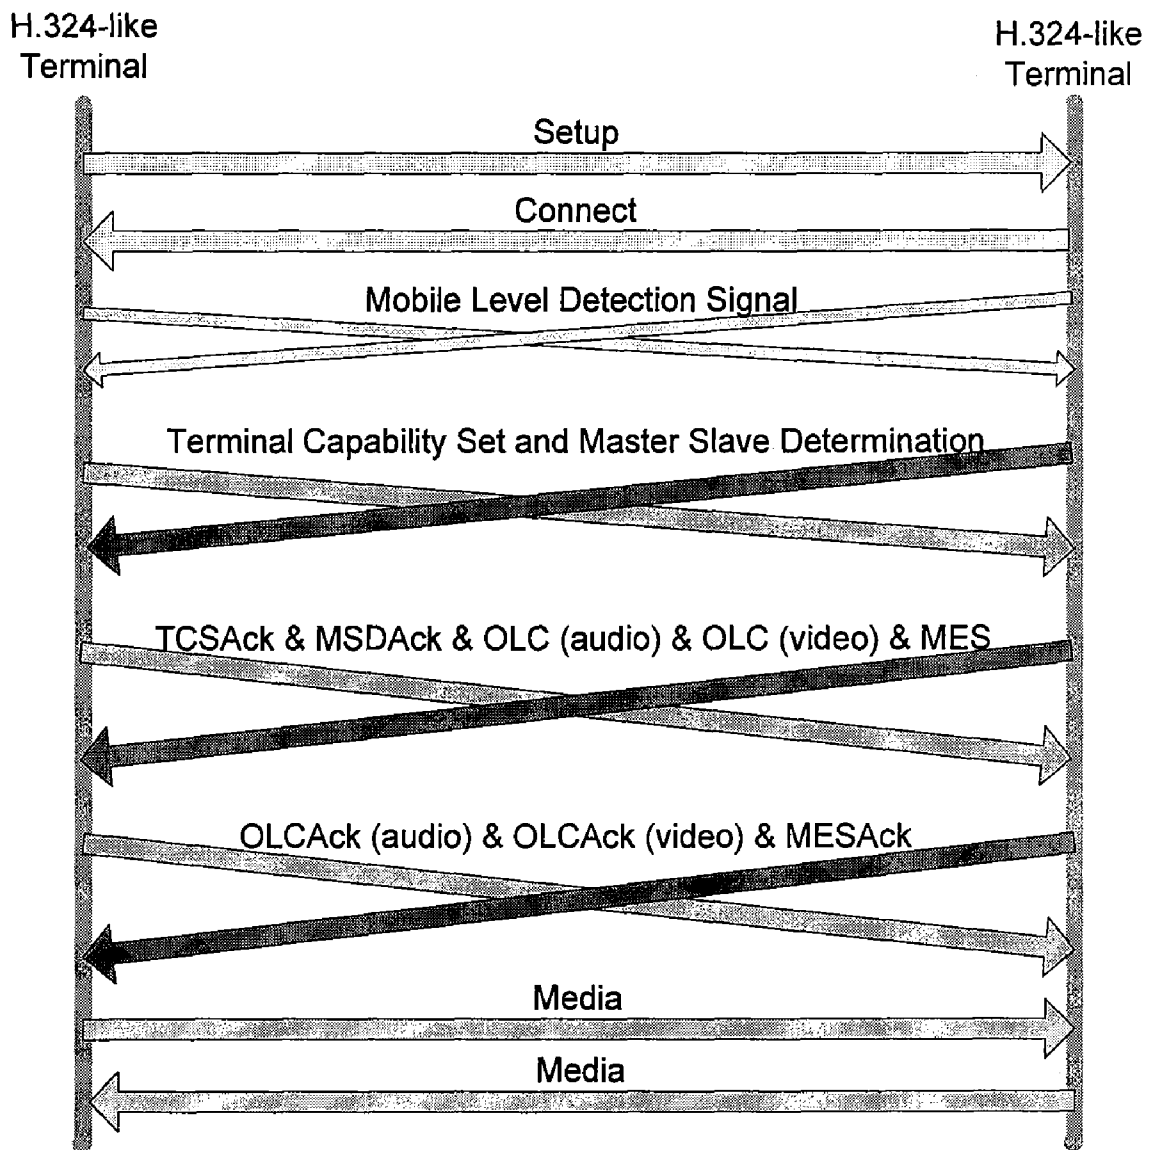 H.324-like
Terminal
H.324-like
Terminal
Setup
Connect
Mobile Level Detection Signal
Terminal Capability Set and Master Slave Determination
TCSAck & MSDAck & OLC (audio) & OLC (video) & MES
OLCAck (audio) & OLCAck (video) & MESAck
Media
Media